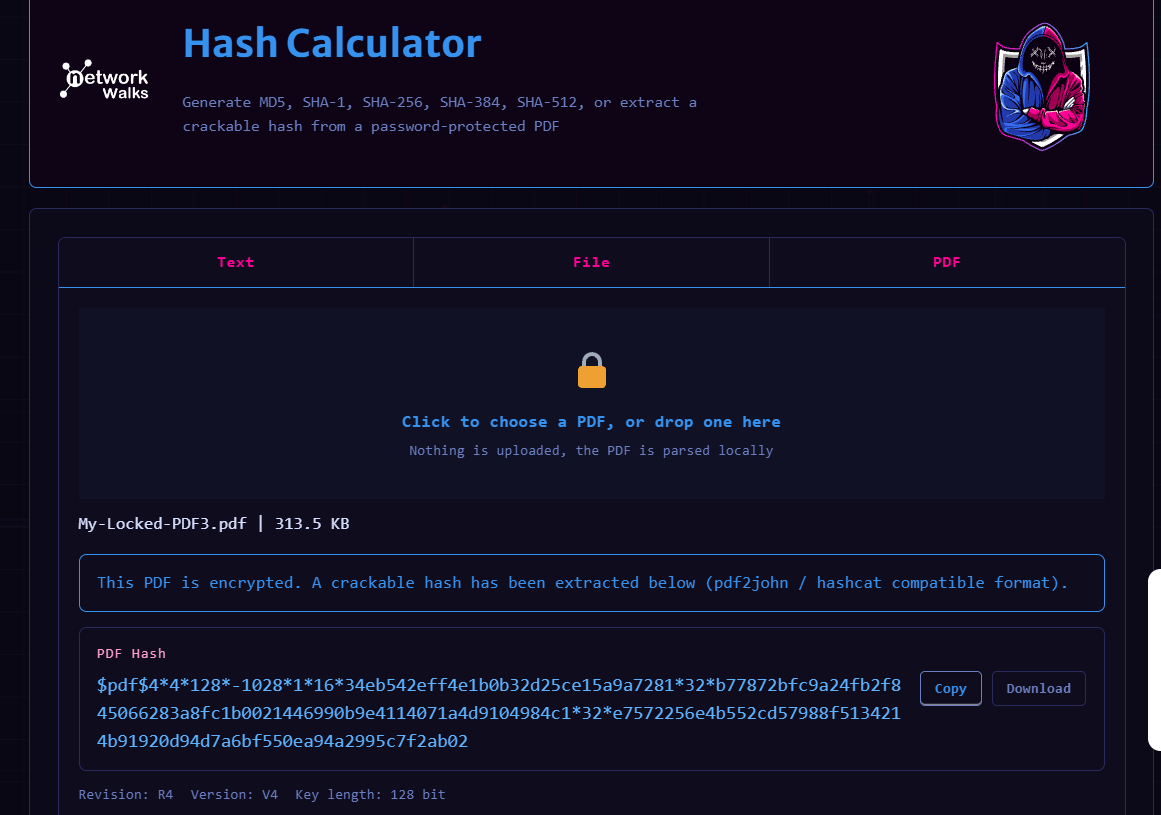 Hash Calculator
network
Walks
Generate MD5, SHA-1, SHA-256, SHA-384, SHA-512, or extract a
crackable hash from a password-protected PDF
Text
File
PDF
Click to choose a PDF, or drop one here
Nothing is uploaded, the PDF is parsed locally
My-Locked-PDF3.pdf | 313.5 KB
This PDF is encrypted. A crackable hash has been extracted below (pdf2john / hashcat compatible format).
PDF Hash
$pdf$4*4*128*-1028*1*16*34eb542eff4e1b0b32d25ce15a9a7281*32*b77872bfc9a24fb2f8
45066283a8fc1b0021446990b9e4114071a4d9104984c1*32*e7572256e4b552cd57988f513421
4b91920d94d7a6bf550ea94a2995c7f2ab02
Copy
Download
Revision: R4 Version: V4 Key length: 128 bit